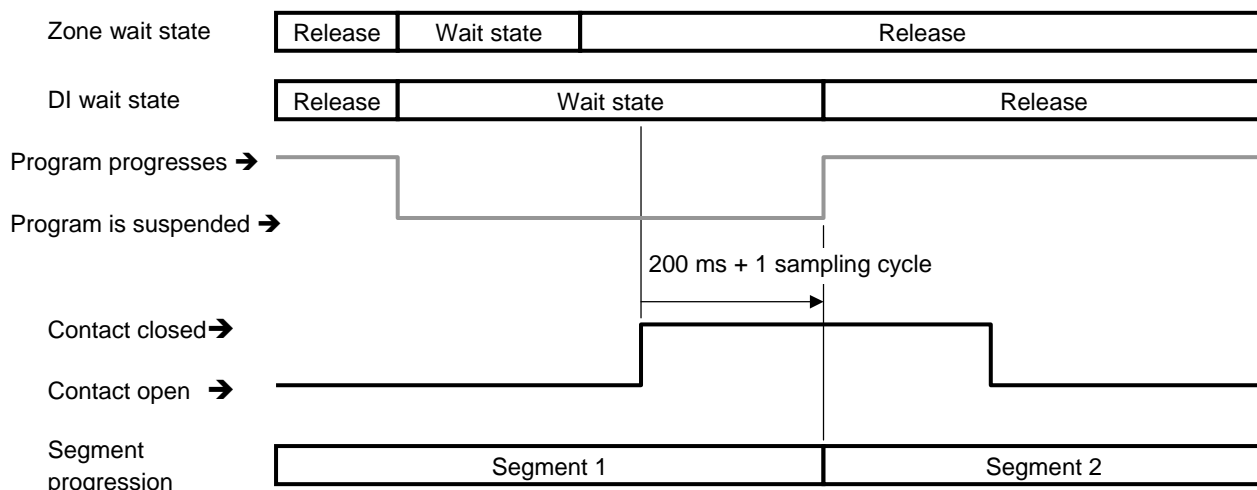 Zone wait state Release Wait state Release
DI wait state Release Wait state Release
Program progresses ➔
Program is suspended ➔
200 ms + 1 sampling cycle
Contact closed➔
Contact open ➔
Segment
progression Segment 1 Segment 2